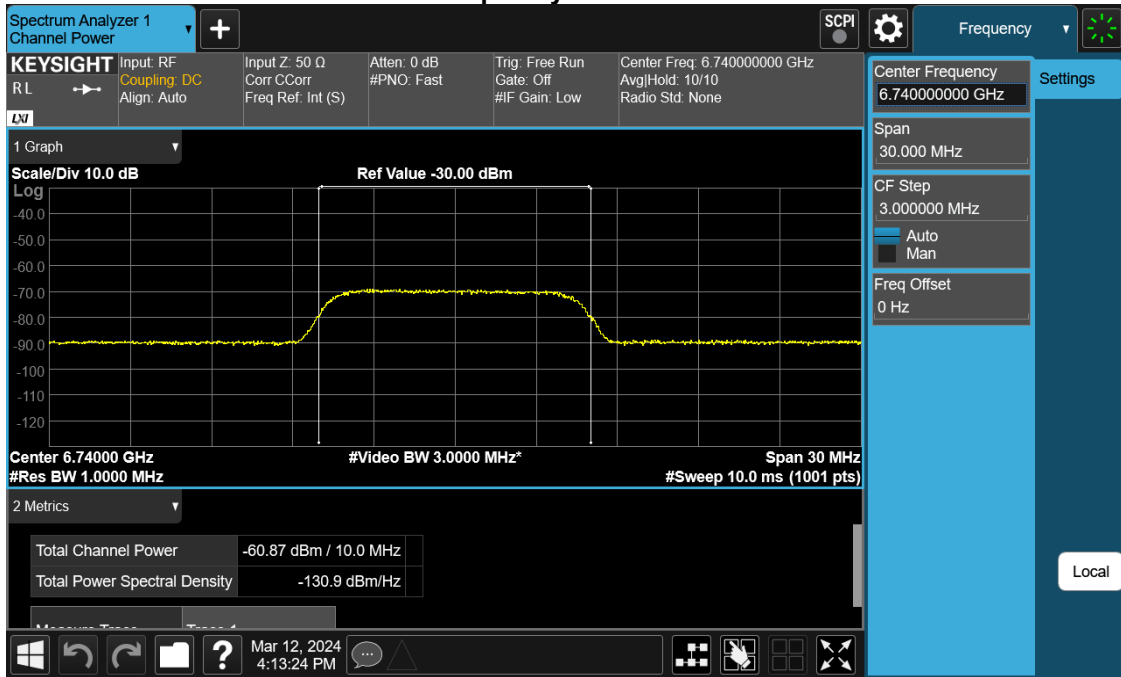 Spectrum Analyzer 1
Channel Power
SCPI
Frequency
KEYSIGHT
RL
LXI
Input: RF
Coupling: DC
Align: Auto
Input Z: 50 Ω
Corr CCorr
Freq Ref: Int (S)
Atten: 0 dB
#PNO: Fast
Trig: Free Run
Gate: Off
#IF Gain: Low
Center Freq: 6.740000000 GHz
Avg|Hold: 10/10
Radio Std: None
Center Frequency
6.740000000 GHz
Settings
Span
30.000 MHz
CF Step
3.000000 MHz
Auto
Man
Freq Offset
0 Hz
1 Graph
Scale/Div 10.0 dB
Ref Value -30.00 dBm
Log
-40.0
-50.0
-60.0
-70.0
-80.0
-90.0
-100
-110
-120
Center 6.74000 GHz
#Video BW 3.0000 MHz*
Span 30 MHz
#Res BW 1.0000 MHz
#Sweep 10.0 ms (1001 pts)
2 Metrics
Total Channel Power -60.87 dBm / 10.0 MHz
Total Power Spectral Density -130.9 dBm/Hz
Local
Mar 12, 2024
4:13:24 PM